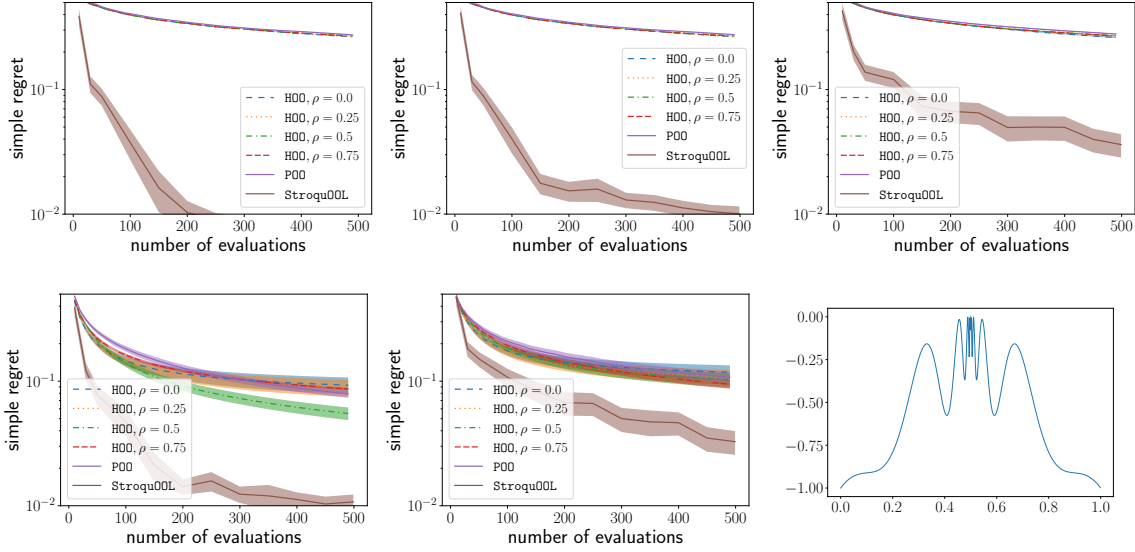 simple regret
10⁻¹
10⁻²
HOO, ρ = 0.0
HOO, ρ = 0.25
HOO, ρ = 0.5
HOO, ρ = 0.75
POO
StroquOOL
0 100 200 300 400 500
number of evaluations
simple regret
10⁻¹
10⁻²
HOO, ρ = 0.0
HOO, ρ = 0.25
HOO, ρ = 0.5
HOO, ρ = 0.75
POO
StroquOOL
0 100 200 300 400 500
number of evaluations
simple regret
10⁻¹
10⁻²
HOO, ρ = 0.0
HOO, ρ = 0.25
HOO, ρ = 0.5
HOO, ρ = 0.75
POO
StroquOOL
0 100 200 300 400 500
number of evaluations
simple regret
10⁻¹
10⁻²
HOO, ρ = 0.0
HOO, ρ = 0.25
HOO, ρ = 0.5
HOO, ρ = 0.75
POO
StroquOOL
0 100 200 300 400 500
number of evaluations
simple regret
10⁻¹
10⁻²
HOO, ρ = 0.0
HOO, ρ = 0.25
HOO, ρ = 0.5
HOO, ρ = 0.75
POO
StroquOOL
0 100 200 300 400 500
number of evaluations
0.00
−0.25
−0.50
−0.75
−1.00
0.0 0.2 0.4 0.6 0.8 1.0